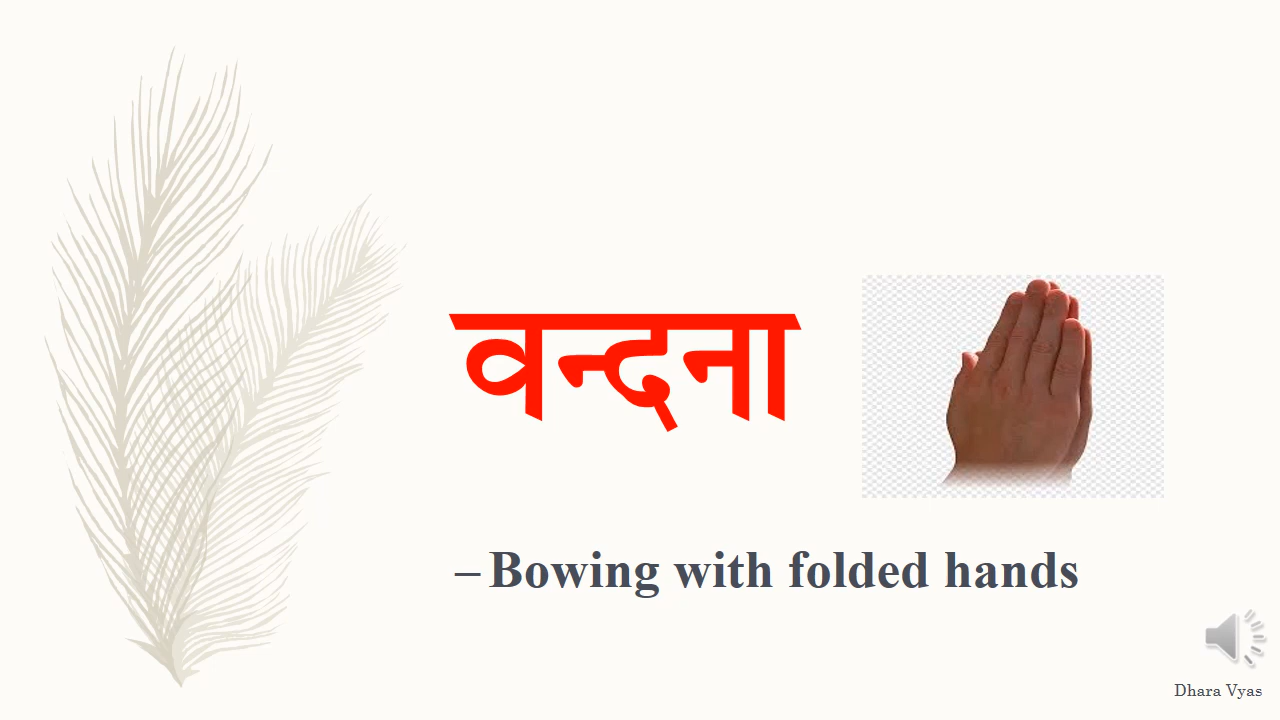 वन्दना
– Bowing with folded hands
Dhara Vyas